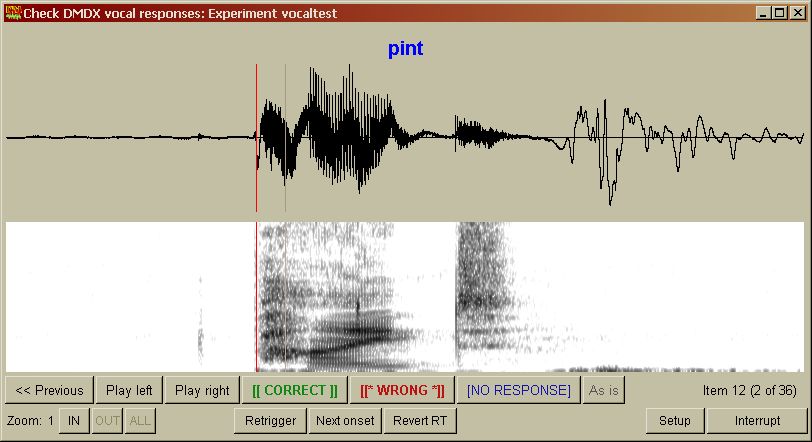 Check DMDX vocal responses: Experiment vocaltest
pint
<< Previous Play left Play right [[ CORRECT ]] [[* WRONG *]] [NO RESPONSE] As is Item 12 (2 of 36)
Zoom: 1 IN OUT ALL Retrigger Next onset Revert RT Setup Interrupt